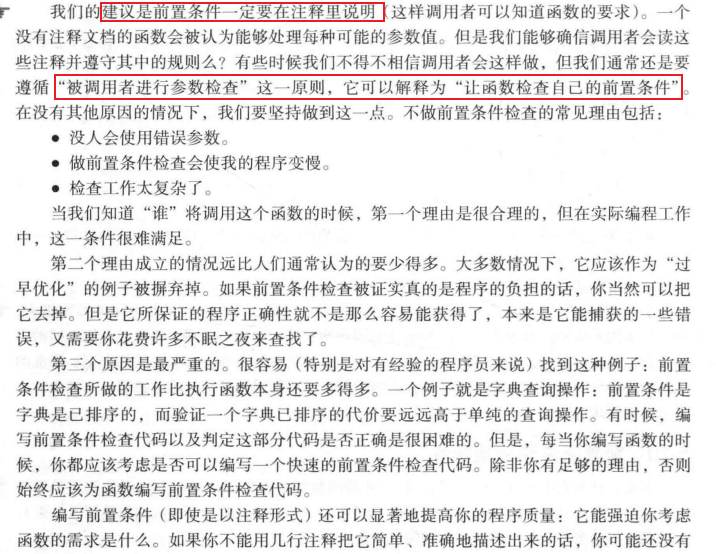 我们的建议是前置条件一定要在注释里说明（这样调用者可以知道函数的要求）。一个
没有注释文档的函数会被认为能够处理每种可能的参数值。但是我们能够确信调用者会读这
些注释并遵守其中的规则么？有些时候我们不得不相信调用者会这样做，但我们通常还是要
遵循“被调用者进行参数检查”这一原则，它可以解释为“让函数检查自己的前置条件”。
在没有其他原因的情况下，我们要坚持做到这一点。不做前置条件检查的常见理由包括：
● 没人会使用错误参数。
● 做前置条件检查会使我的程序变慢。
● 检查工作太复杂了。
当我们知道“谁”将调用这个函数的时候，第一个理由是很合理的，但在实际编程工作
中，这一条件很难满足。
第二个理由成立的情况远比人们通常认为的要少得多。大多数情况下，它应该作为“过
早优化”的例子被摒弃掉。如果前置条件检查被证实真的是程序的负担的话，你当然可以把
它去掉。但是它所保证的程序正确性就不是那么容易能获得了，本来是它能捕获的一些错
误，又需要你花费许多不眠之夜来查找了。
第三个原因是最严重的。很容易（特别是对有经验的程序员来说）找到这种例子：前置
条件检查所做的工作比执行函数本身还要多得多。一个例子就是字典查询操作：前置条件是
字典是已排序的，而验证一个字典已排序的代价要远远高于单纯的查询操作。有时候，编
写前置条件检查代码以及判定这部分代码是否正确是很困难的。但是，每当你编写函数的时
候，你都应该考虑是否可以编写一个快速的前置条件检查代码。除非你有足够的理由，否则
始终应该为函数编写前置条件检查代码。
编写前置条件（即使是以注释形式）还可以显著地提高你的程序质量：它能强迫你考虑
函数的需求是什么。如果你不能用几行注释把它简单、准确地描述出来的话，你可能还没有